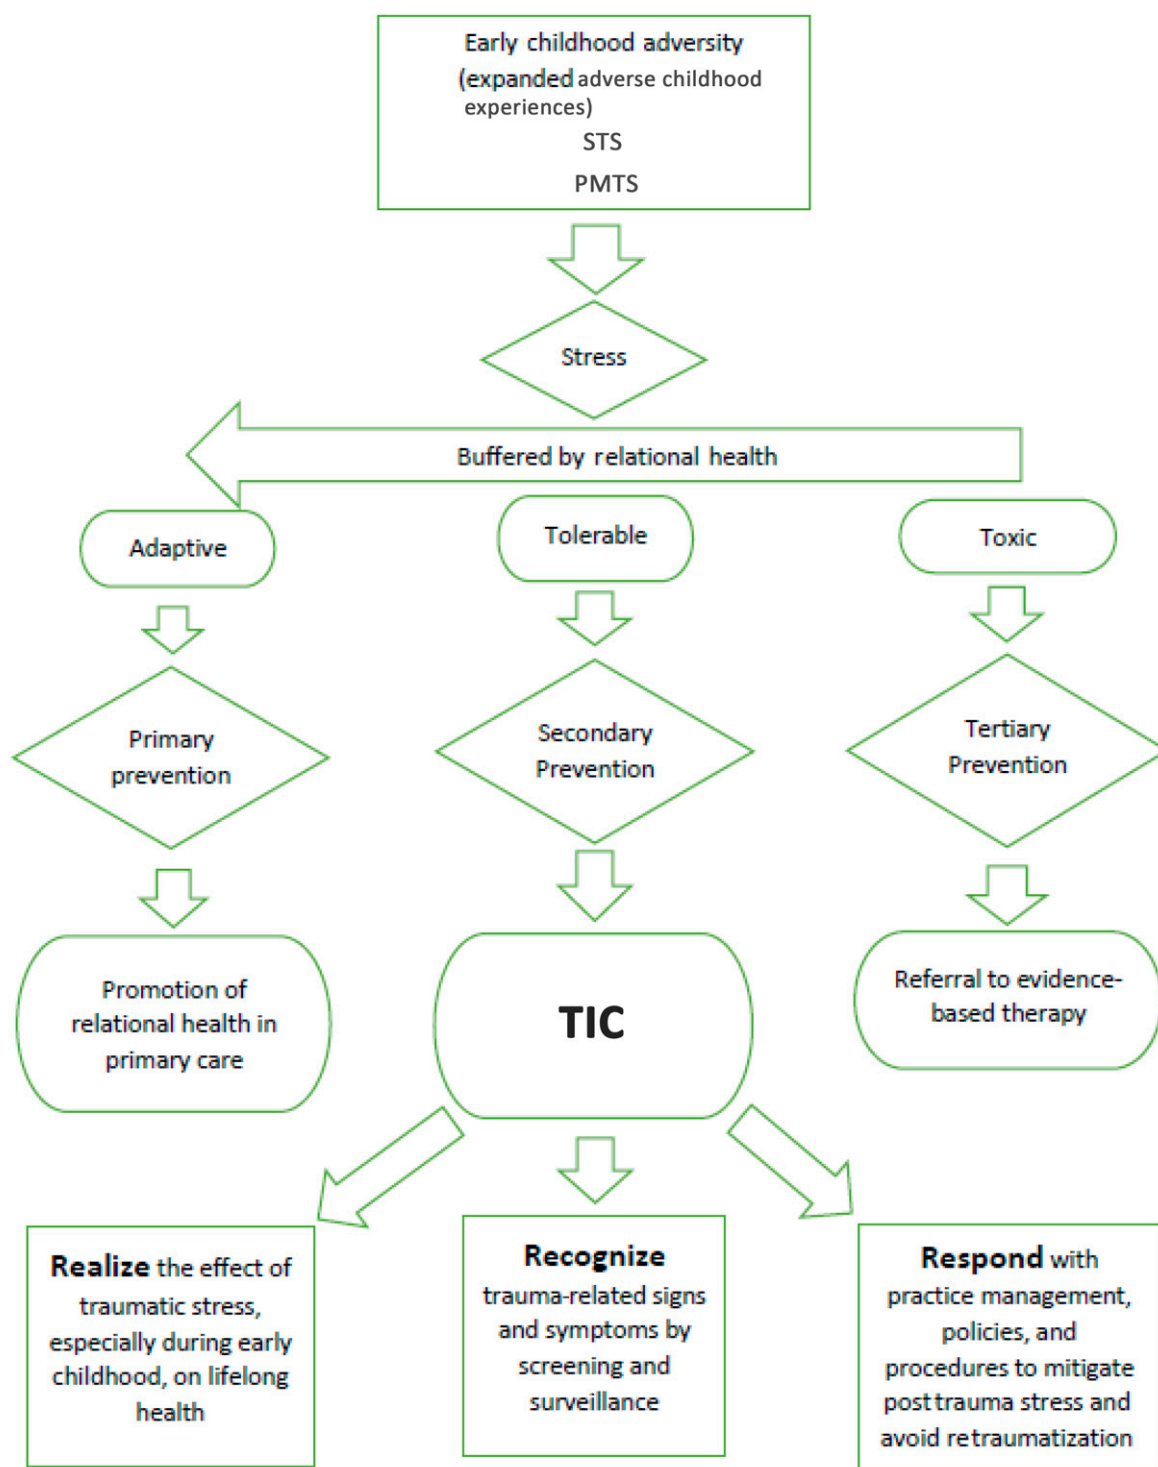 Early childhood adversity
(expanded adverse childhood
experiences)
STS
PMTS
Stress
Buffered by relational health
Adaptive
Tolerable
Toxic
Primary
prevention
Secondary
Prevention
Tertiary
Prevention
Promotion of
relational health in
primary care
TIC
Referral to evidence-
based therapy
Realize the effect of
traumatic stress,
especially during early
childhood, on lifelong
health
Recognize
trauma-related signs
and symptoms by
screening and
surveillance
Respond with
practice management,
policies, and
procedures to mitigate
post trauma stress and
avoid retraumatization